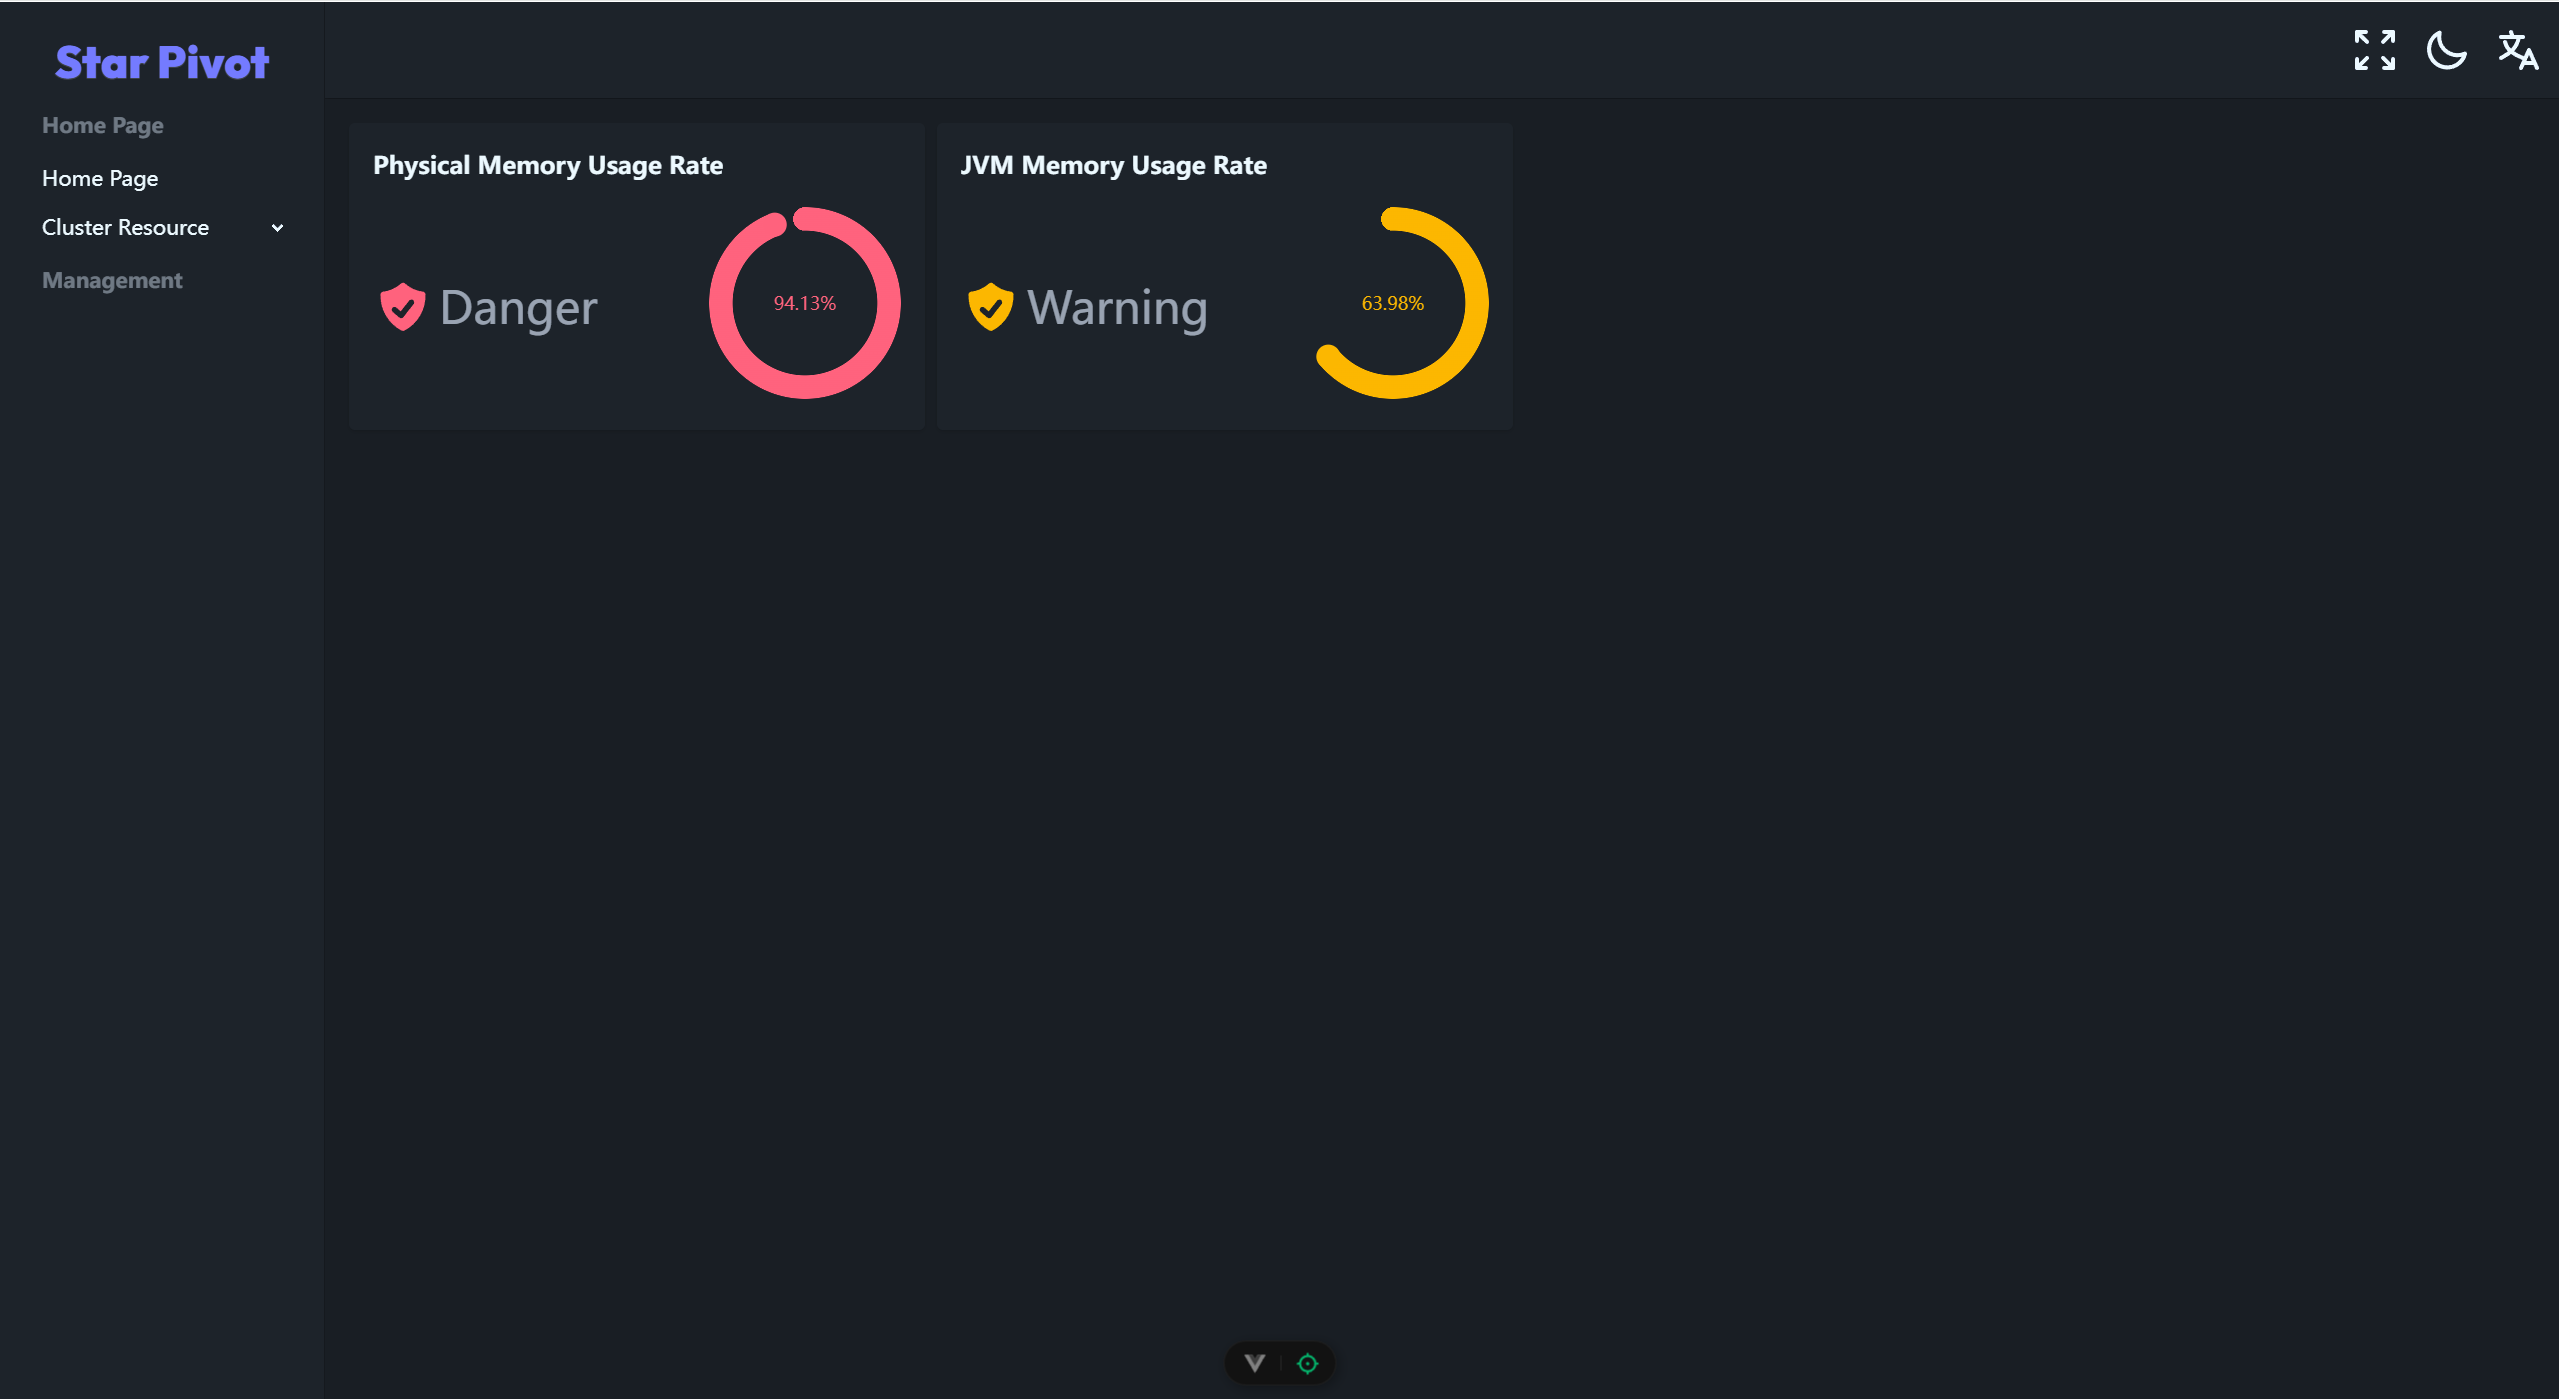 Star Pivot
Home Page
Home Page
Cluster Resource
Management
Physical Memory Usage Rate
Danger
94.13%
JVM Memory Usage Rate
Warning
63.98%